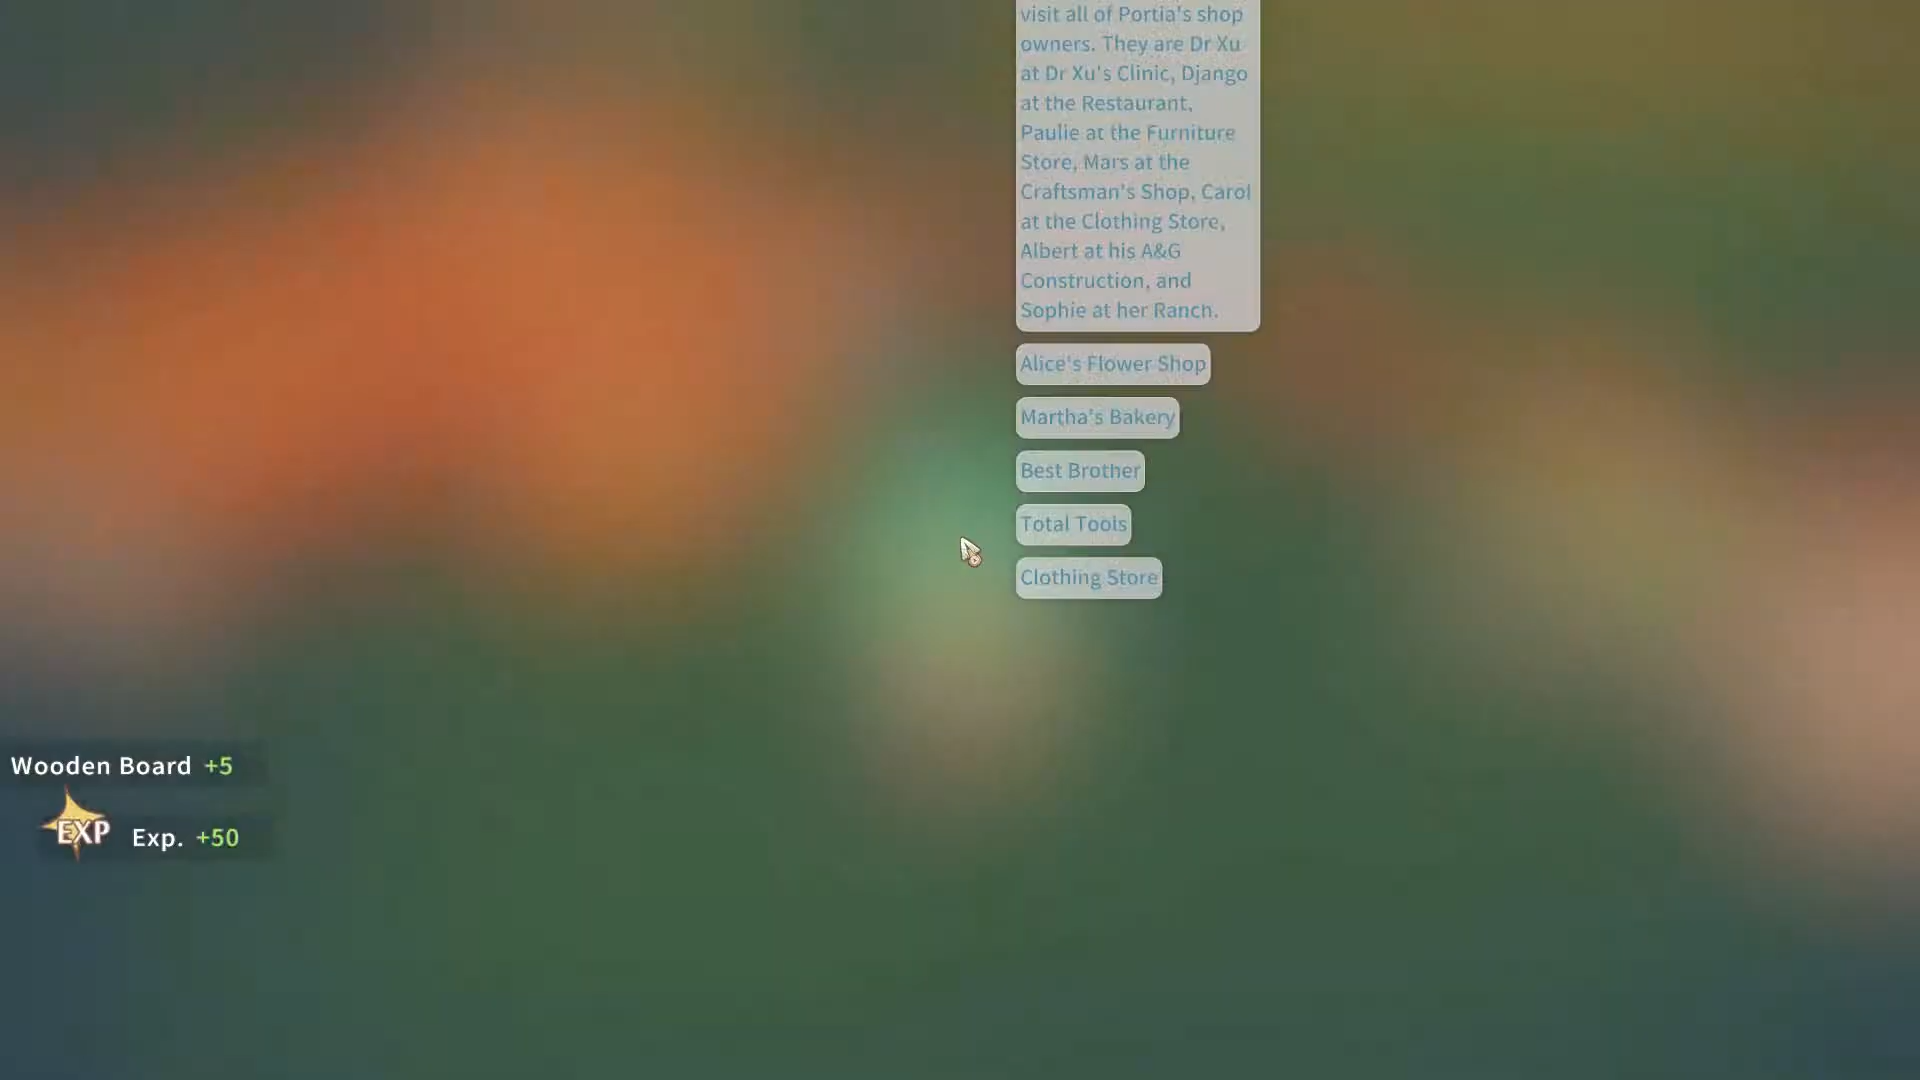 visit all of Portia's shop
owners. They are Dr Xu
at Dr Xu's Clinic, Django
at the Restaurant,
Paulie at the Furniture
Store, Mars at the
Craftsman's Shop, Carol
at the Clothing Store,
Albert at his A&G
Construction, and
Sophie at her Ranch.
Alice's Flower Shop
Martha's Bakery
Best Brother
Total Tools
Clothing Store
Wooden Board +5
EXP Exp. +50